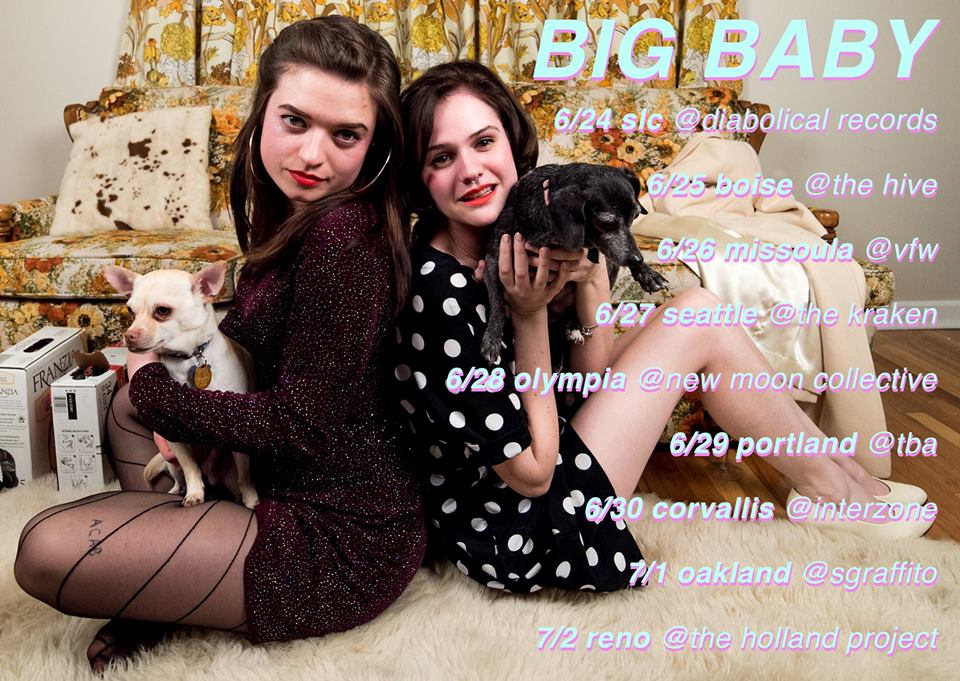 BIG BABY
6/24 slc @diabolical records
6/25 boise @the hive
6/26 missoula @vfw
6/27 seattle @the kraken
6/28 olympia @new moon collective
6/29 portland @tba
6/30 corvallis @interzone
7/1 oakland @sgraffito
7/2 reno @the holland project
FRANZIA
ACAB